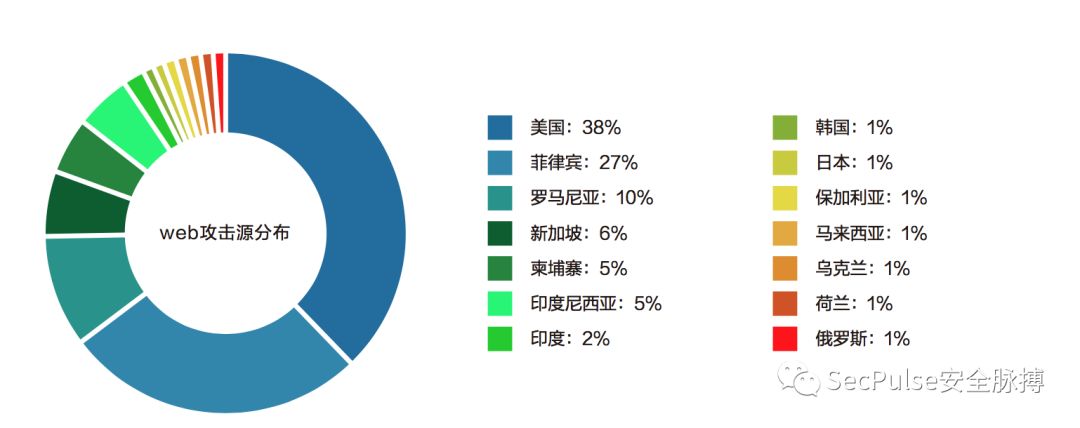 web攻击源分布
美国：38%
菲律宾：27%
罗马尼亚：10%
新加坡：6%
柬埔寨：5%
印度尼西亚：5%
印度：2%
韩国：1%
日本：1%
保加利亚：1%
马来西亚：1%
乌克兰：1%
荷兰：1%
俄罗斯：1%
SecPulse安全脉搏